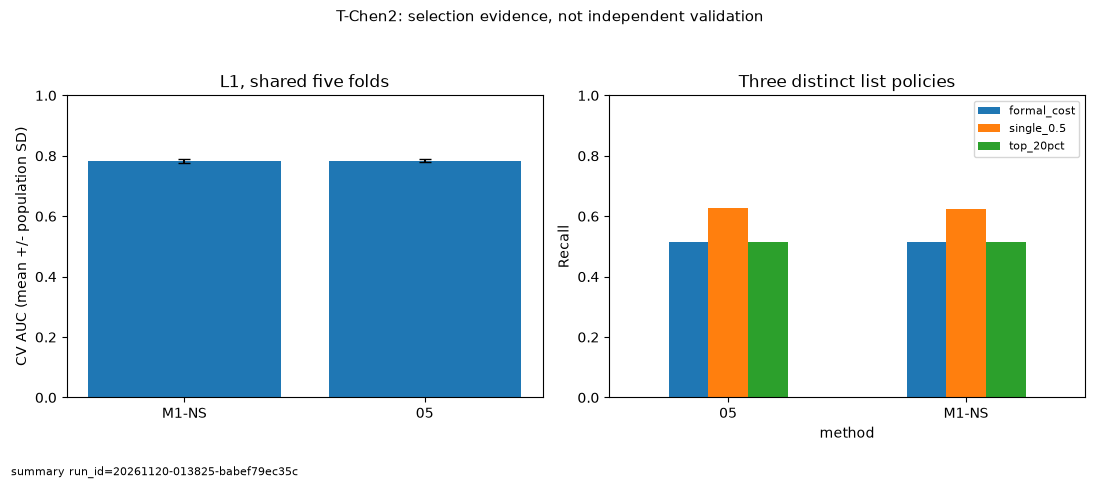 T-Chen2: selection evidence, not independent validation
L1, shared five folds
CV AUC (mean +/- population SD)
1.0
0.8
0.6
0.4
0.2
0.0
M1-NS
05
Three distinct list policies
Recall
1.0
0.8
0.6
0.4
0.2
0.0
formal_cost
single_0.5
top_20pct
05
M1-NS
method
summary run_id=20261120-013825-babef79ec35c